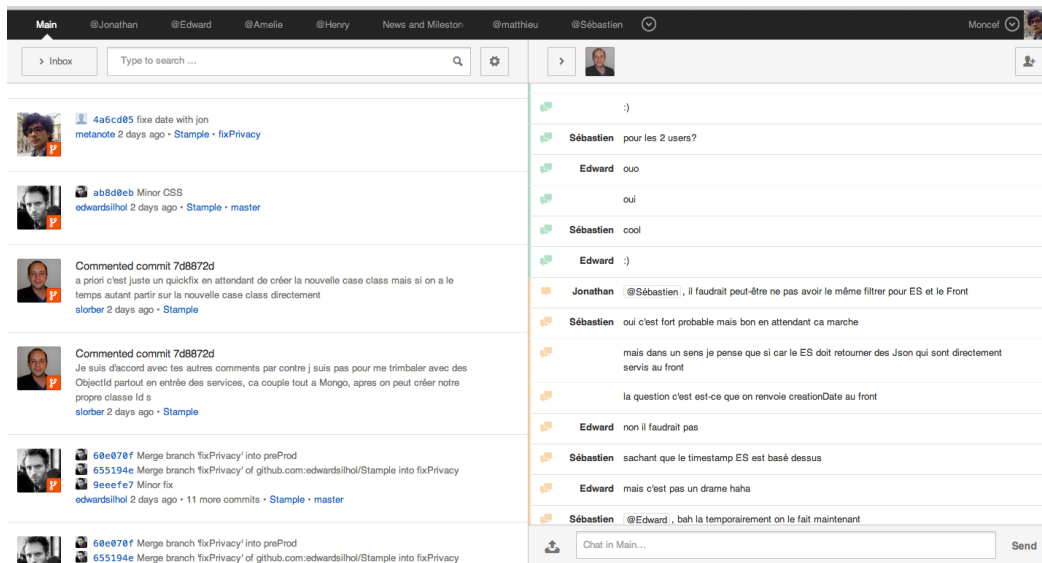 Main @Jonathan @Edward @Amelie @Henry News and Mileston @matthieu @Sébastien Moncef
> Inbox
Type to search ...
4a6cd05 fixe date with jon
metanote 2 days ago • Stample • fixPrivacy
ab8d0eb Minor CSS
edwardsilhol 2 days ago • Stample • master
Commented commit 7d8872d
a priori c'est juste un quickfix en attendant de créer la nouvelle case class mais si on a le
temps autant partir sur la nouvelle case class directement
slorber 2 days ago • Stample
Commented commit 7d8872d
Je suis d'accord avec tes autres comments par contre j suis pas pour me trimbaler avec des
ObjectId partout en entrée des services, ca couple tout a Mongo, apres on peut créer notre
propre classe Id s
slorber 2 days ago • Stample
60e070f Merge branch 'fixPrivacy' into preProd
655194e Merge branch 'fixPrivacy' of github.com:edwardsilhol/Stample into fixPrivacy
9eeefe7 Minor fix
edwardsilhol 2 days ago • 11 more commits • Stample • master
60e070f Merge branch 'fixPrivacy' into preProd
655194e Merge branch 'fixPrivacy' of github.com:edwardsilhol/Stample into fixPrivacy
:)
Sébastien pour les 2 users?
Edward ouo
oui
Sébastien cool
Edward :)
Jonathan @Sébastien , il faudrait peut-être ne pas avoir le même filtrer pour ES et le Front
Sébastien oui c'est fort probable mais bon en attendant ca marche
mais dans un sens je pense que si car le ES doit retourner des Json qui sont directement
servis au front
la question c'est est-ce que on renvoie creationDate au front
Edward non il faudrait pas
Sébastien sachant que le timestamp ES est basé dessus
Edward mais c'est pas un drame haha
Sébastien @Edward , bah la temporairement on le fait maintenant
Chat in Main...
Send